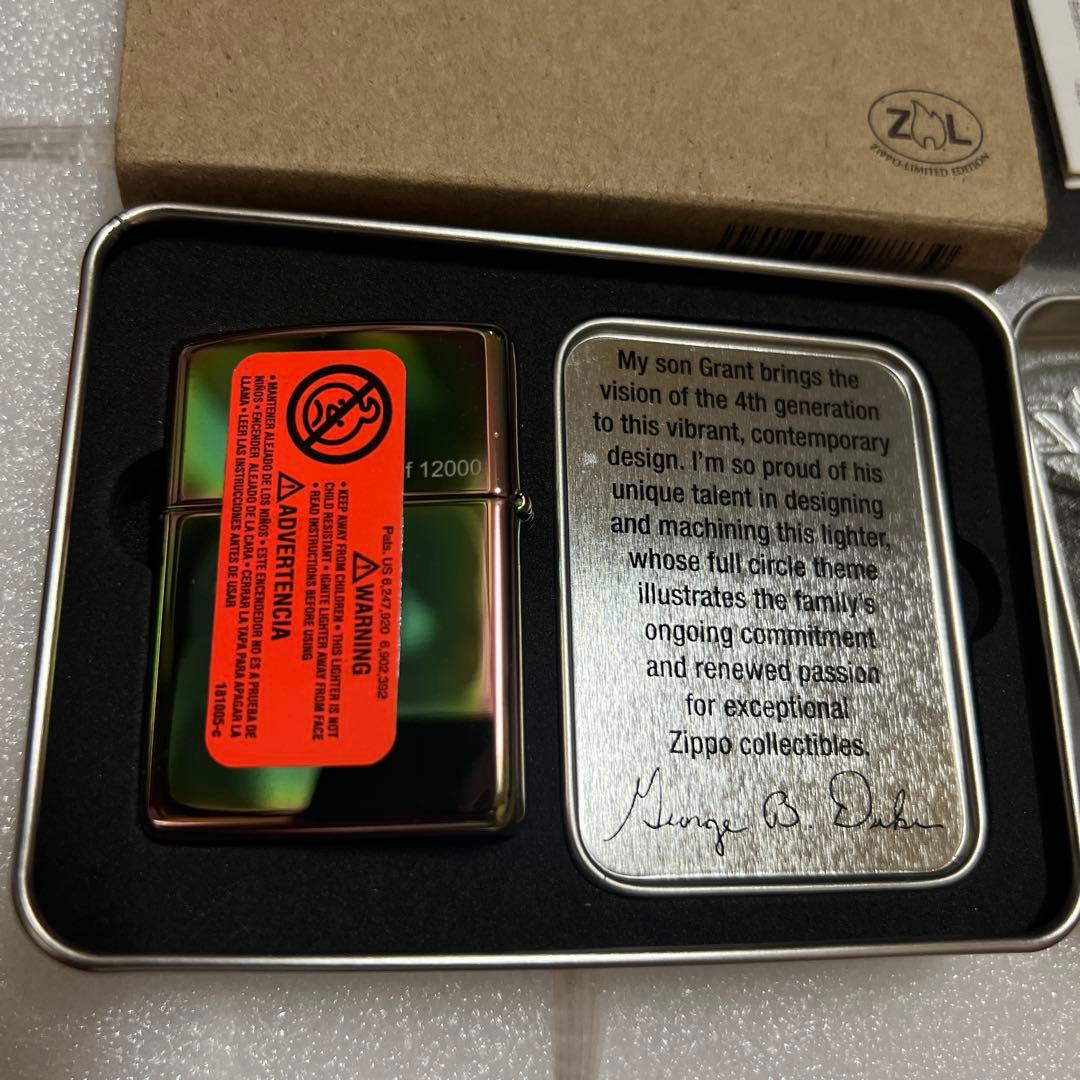 Z L
ZIPPO LIMITED EDITION
f 12000
• MANTENER ALEJADO DE LOS NIÑOS • ESTE ENCENDEDOR NO ES A PRUEBA DE
NIÑOS • ENCENDER ALEJADO DE LA CARA • CERRAR LA TAPA PARA APAGAR LA
LLAMA • LEER LAS INSTRUCCIONES ANTES DE USAR
181005-c
⚠ADVERTENCIA
• KEEP AWAY FROM CHILDREN • THIS LIGHTER IS NOT
CHILD RESISTANT • IGNITE LIGHTER AWAY FROM FACE
• READ INSTRUCTIONS BEFORE USING
⚠WARNING
Pats. US 6,247,920 6,902,392
My son Grant brings the
vision of the 4th generation
to this vibrant, contemporary
design. I'm so proud of his
unique talent in designing
and machining this lighter,
whose full circle theme
illustrates the family's
ongoing commitment
and renewed passion
for exceptional
Zippo collectibles.
George B. Duke